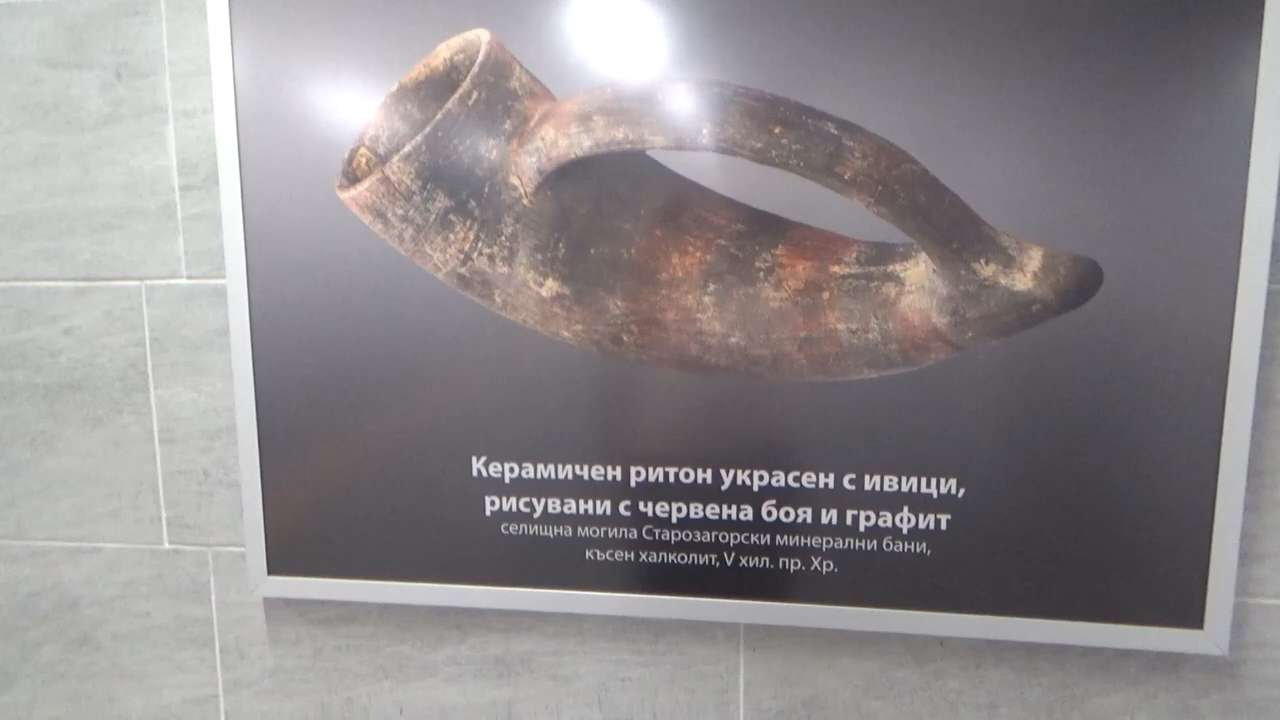 Керамичен ритон украсен с ивици,
рисувани с червена боя и графит
селищна могила Старозагорски минерални бани,
късен халколит, V хил. пр. Хр.